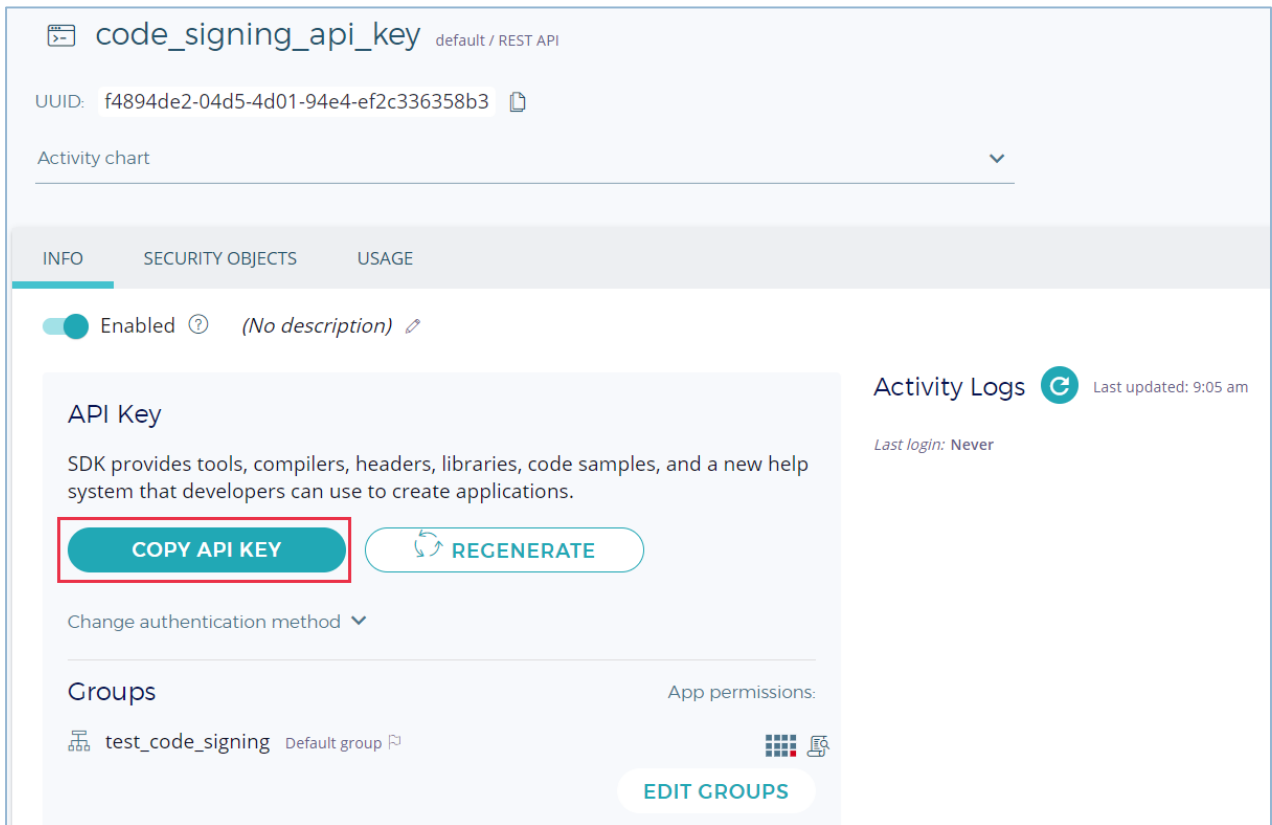 code_signing_api_key default / REST API
UUID: f4894de2-04d5-4d01-94e4-ef2c336358b3
Activity chart
INFO SECURITY OBJECTS USAGE
Enabled ? (No description)
Activity Logs Last updated: 9:05 am
Last login: Never
API Key
SDK provides tools, compilers, headers, libraries, code samples, and a new help
system that developers can use to create applications.
COPY API KEY REGENERATE
Change authentication method
Groups App permissions:
test_code_signing Default group
EDIT GROUPS